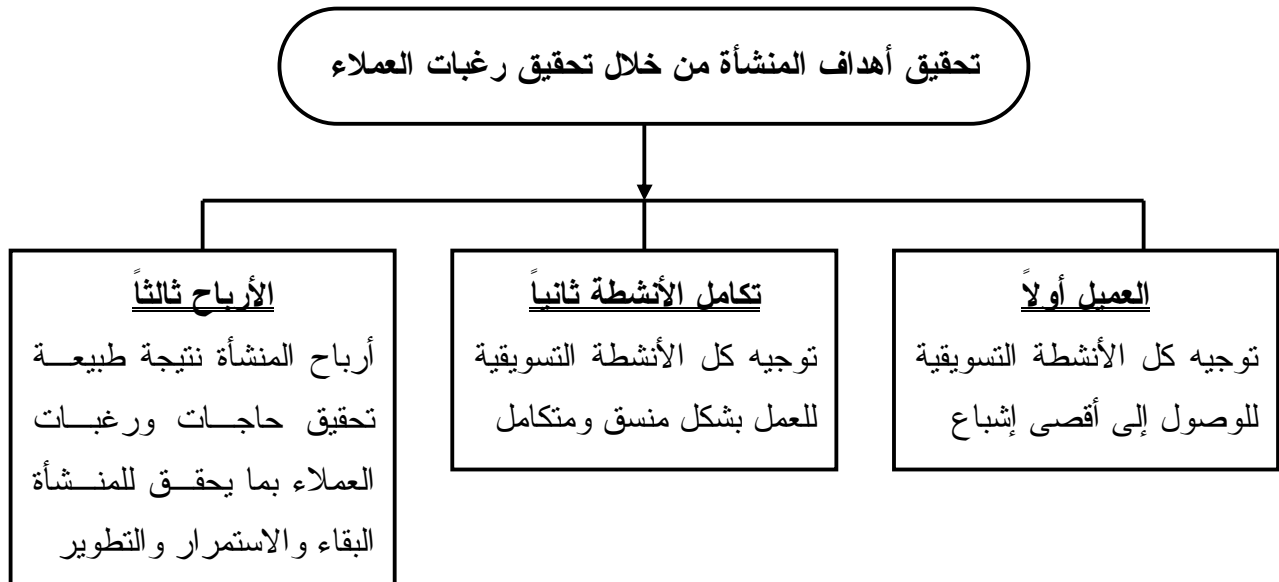 تحقيق أهداف المنشأة من خلال تحقيق رغبات العملاء
العميل أولاً
توجيه كل الأنشطة التسويقية
للوصول إلى أقصى إشباع
تكامل الأنشطة ثانياً
توجيه كل الأنشطة التسويقية
للعمل بشكل منسق ومتكامل
الأرباح ثالثاً
أرباح المنشأة نتيجة طبيعة
تحقيق حاجات ورغبات
العملاء بما يحقق للمنشأة
البقاء والاستمرار والتطوير